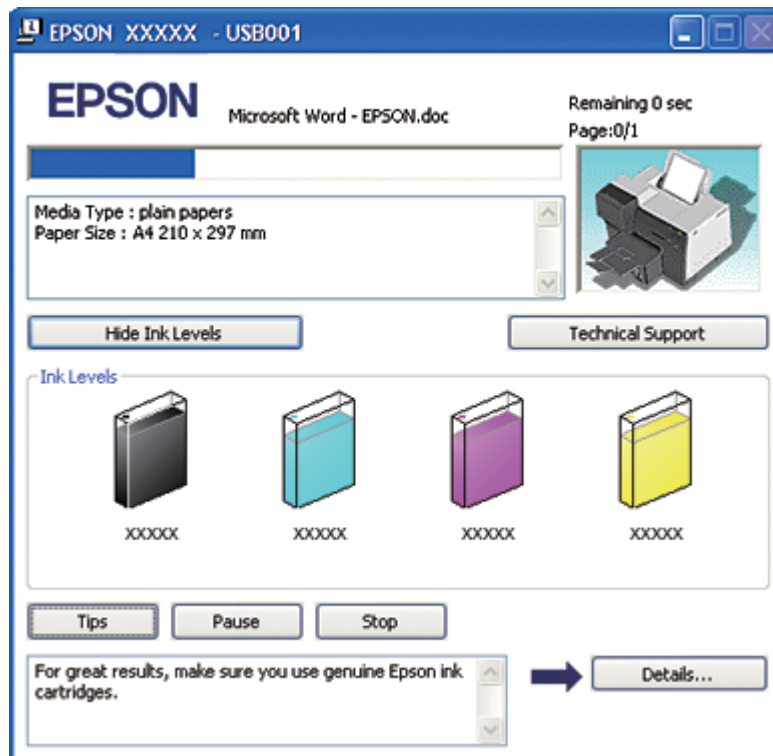 EPSON XXXXX - USB001
EPSON
Microsoft Word - EPSON.doc
Remaining 0 sec
Page:0/1
Media Type : plain papers
Paper Size : A4 210 x 297 mm
Hide Ink Levels
Technical Support
Ink Levels
XXXXX XXXXX XXXXX XXXXX
Tips Pause Stop
For great results, make sure you use genuine Epson ink
cartridges.
Details...